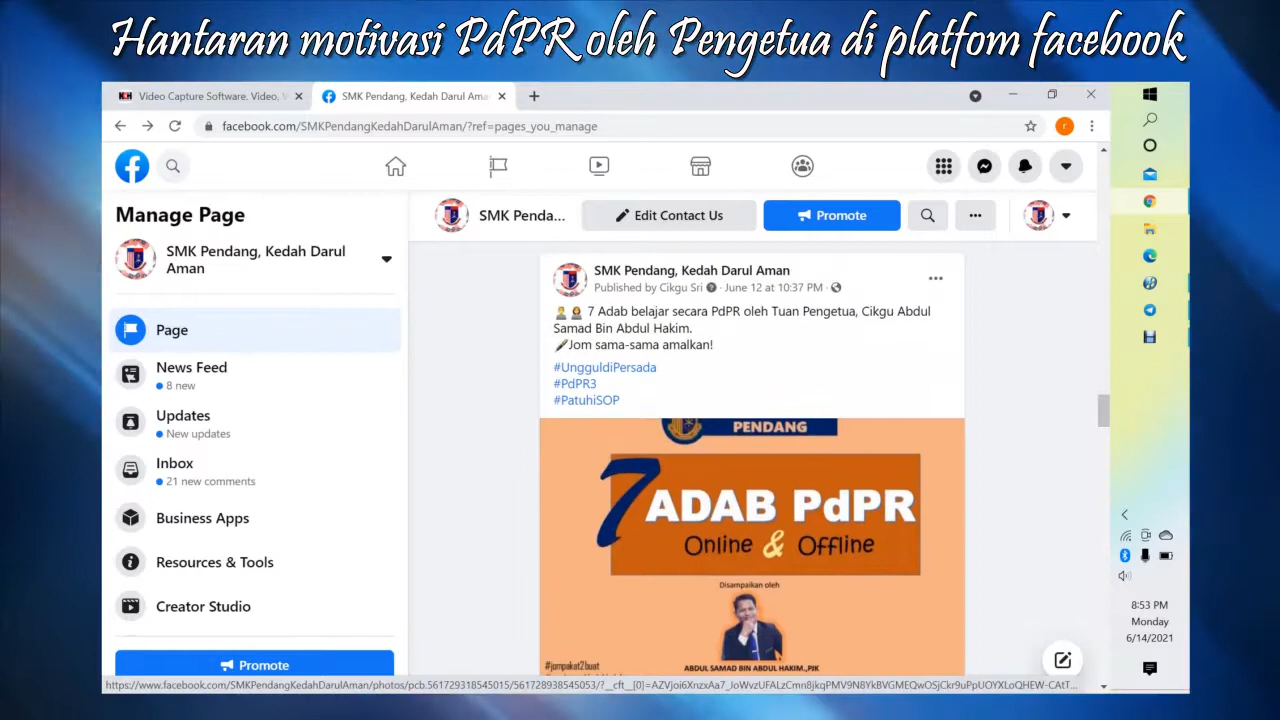 Hantaran motivasi PdPR oleh Pengetua di platfom facebook
Video Capture Software. Video, W
SMK Pendang, Kedah Darul Ama
facebook.com/SMKPendangKedahDarulAman/?ref=pages_you_manage
Manage Page
SMK Penda...
Edit Contact Us
Promote
SMK Pendang, Kedah Darul
Aman
Page
News Feed
8 new
Updates
New updates
Inbox
21 new comments
Business Apps
Resources & Tools
Creator Studio
Promote
SMK Pendang, Kedah Darul Aman
Published by Cikgu Sri · June 12 at 10:37 PM ·
7 Adab belajar secara PdPR oleh Tuan Pengetua, Cikgu Abdul
Samad Bin Abdul Hakim.
Jom sama-sama amalkan!
#UngguldiPersada
#PdPR3
#PatuhiSOP
PENDANG
7 ADAB PdPR
Online & Offline
Disampaikan oleh
#jompakat2buat
ABDUL SAMAD BIN ABDUL HAKIM.,PJK
8:53 PM
Monday
6/14/2021